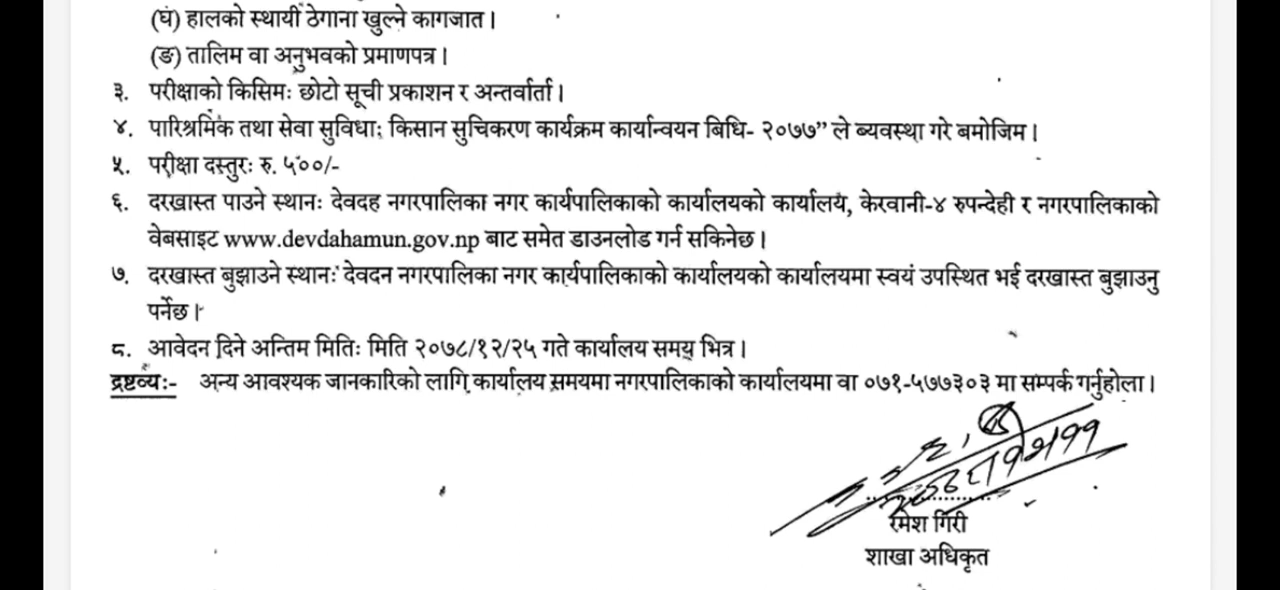 (घ) हालको स्थायी ठेगाना खुल्ने कागजात।
(ङ) तालिम वा अनुभवको प्रमाणपत्र।
३. परीक्षाको किसिमः छोटो सूची प्रकाशन र अन्तर्वार्ता।
४. पारिश्रमिक तथा सेवा सुविधाः किसान सुचिकरण कार्यक्रम कार्यान्वयन बिधि- २०७७” ले ब्यवस्था गरे बमोजिम।
५. परीक्षा दस्तुरः रु. ५००/-
६. दरखास्त पाउने स्थानः देवदह नगरपालिका नगर कार्यपालिकाको कार्यालयको कार्यालय, केरवानी-४ रुपन्देही र नगरपालिकाको
वेबसाइट www.devdahamun.gov.np बाट समेत डाउनलोड गर्न सकिनेछ।
७. दरखास्त बुझाउने स्थानः देवदन नगरपालिका नगर कार्यपालिकाको कार्यालयको कार्यालयमा स्वयं उपस्थित भई दरखास्त बुझाउनु
पर्नेछ।
८. आवेदन दिने अन्तिम मितिः मिति २०७८/१२/२५ गते कार्यालय समय भित्र।
द्रष्टव्यः- अन्य आवश्यक जानकारिको लागि कार्यालय समयमा नगरपालिकाको कार्यालयमा वा ०७१-५७७३०३ मा सम्पर्क गर्नुहोला।
रमेश गिरी
शाखा अधिकृत